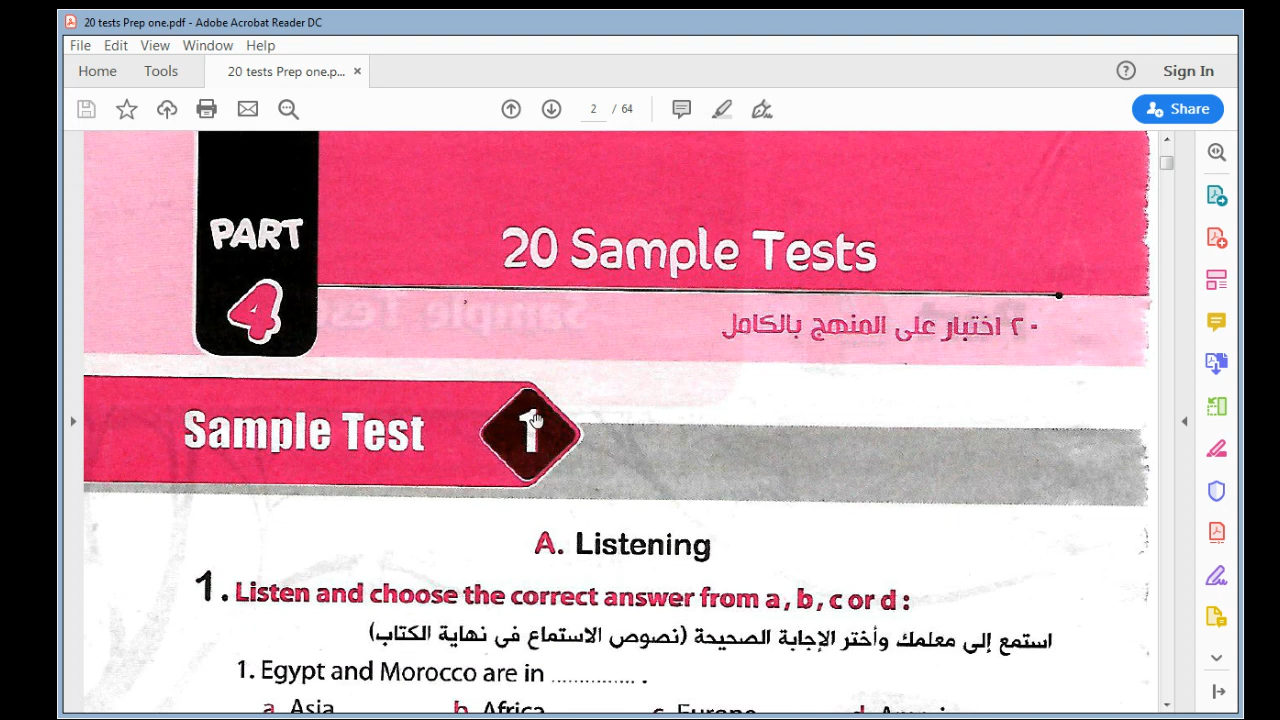 20 tests Prep one.pdf - Adobe Acrobat Reader DC
File Edit View Window Help
Home Tools 20 tests Prep one.p... × Sign In
2 / 64 Share
PART
4
20 Sample Tests
٢٠ اختبار على المنهج بالكامل
Sample Test 1
A. Listening
1. Listen and choose the correct answer from a, b, c or d :
استمع إلى معلمك وأختر الإجابة الصحيحة (نصوص الاستماع فى نهاية الكتاب)
1. Egypt and Morocco are in .............. .
a. Asia b. Africa c. Europe d.